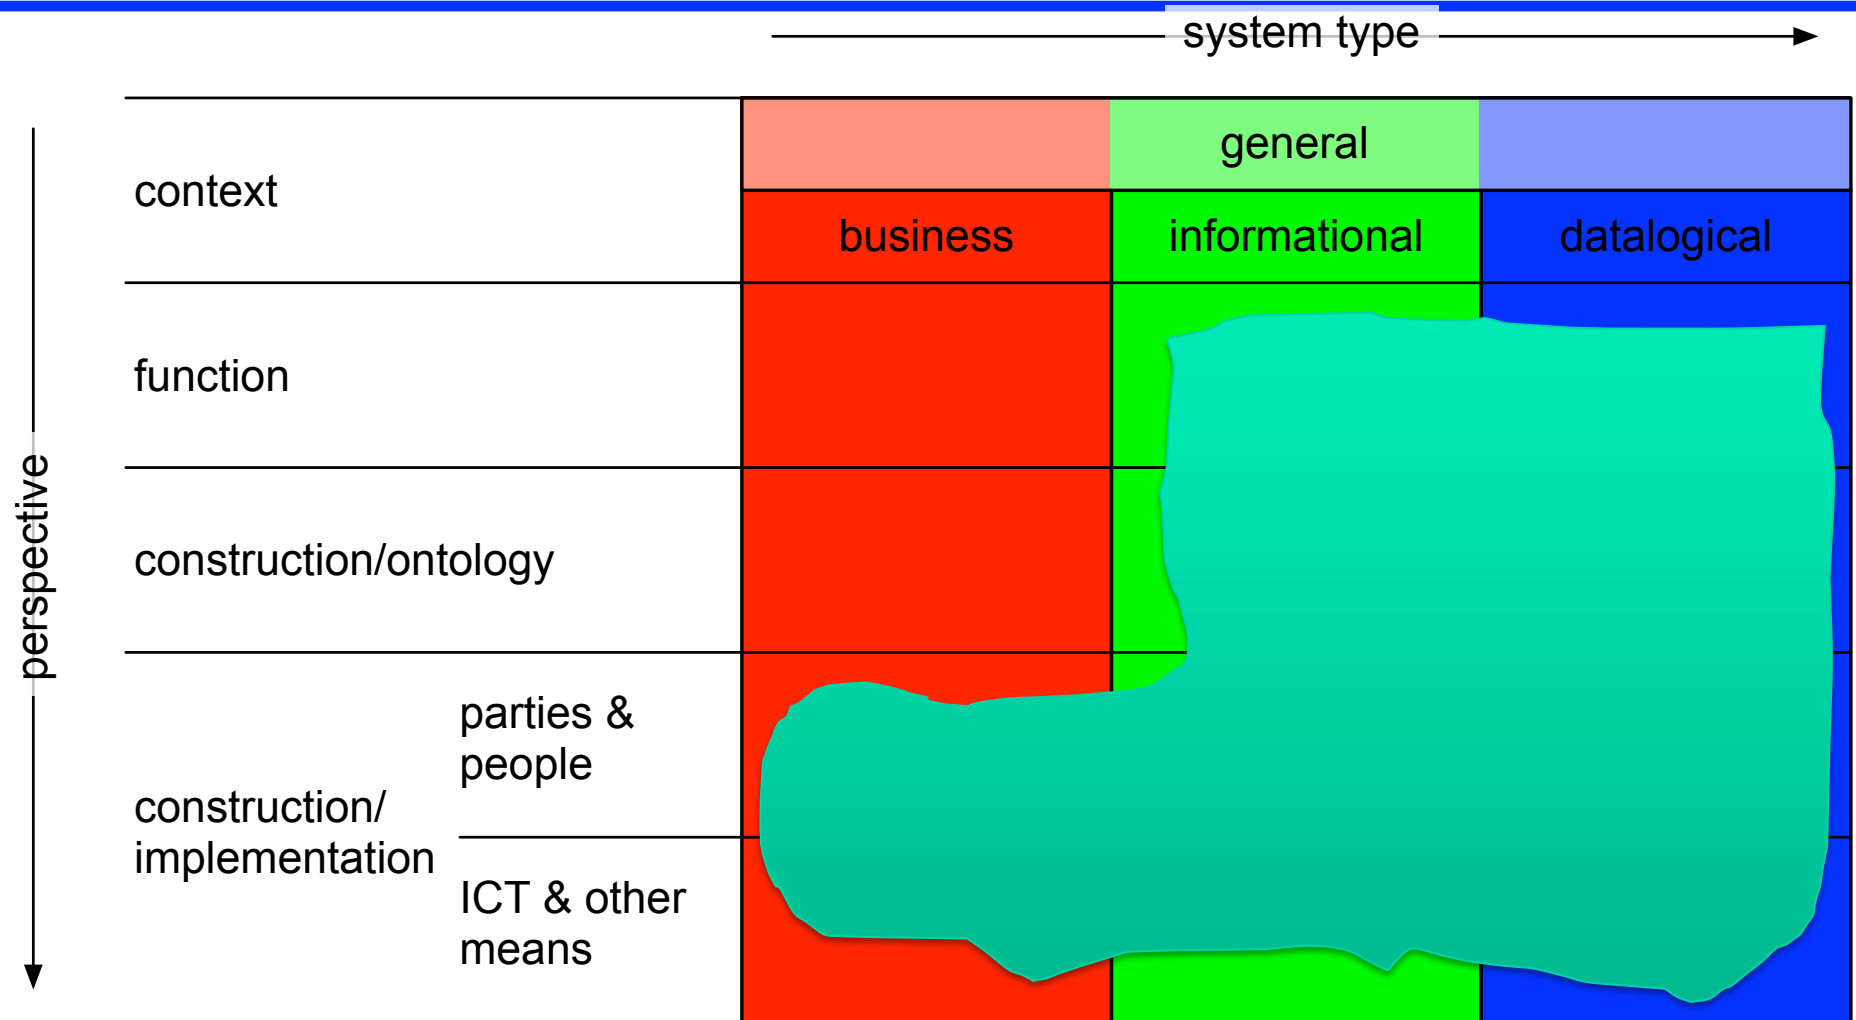 system type
general
context
business
informational
datalogical
function
perspective
construction/ontology
parties &
people
construction/
implementation
ICT & other
means